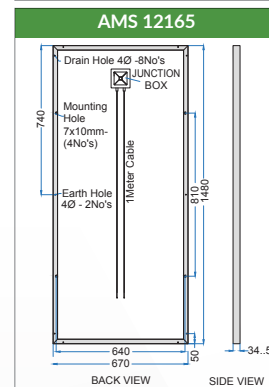 AMS 12165
Drain Hole 4Ø -8No's
JUNCTION
BOX
740
Mounting
Hole
7x10mm-
(4No's)
1Meter Cable
810
1480
Earth Hole
4Ø - 2No's
640
670
50
34..5
BACK VIEW
SIDE VIEW